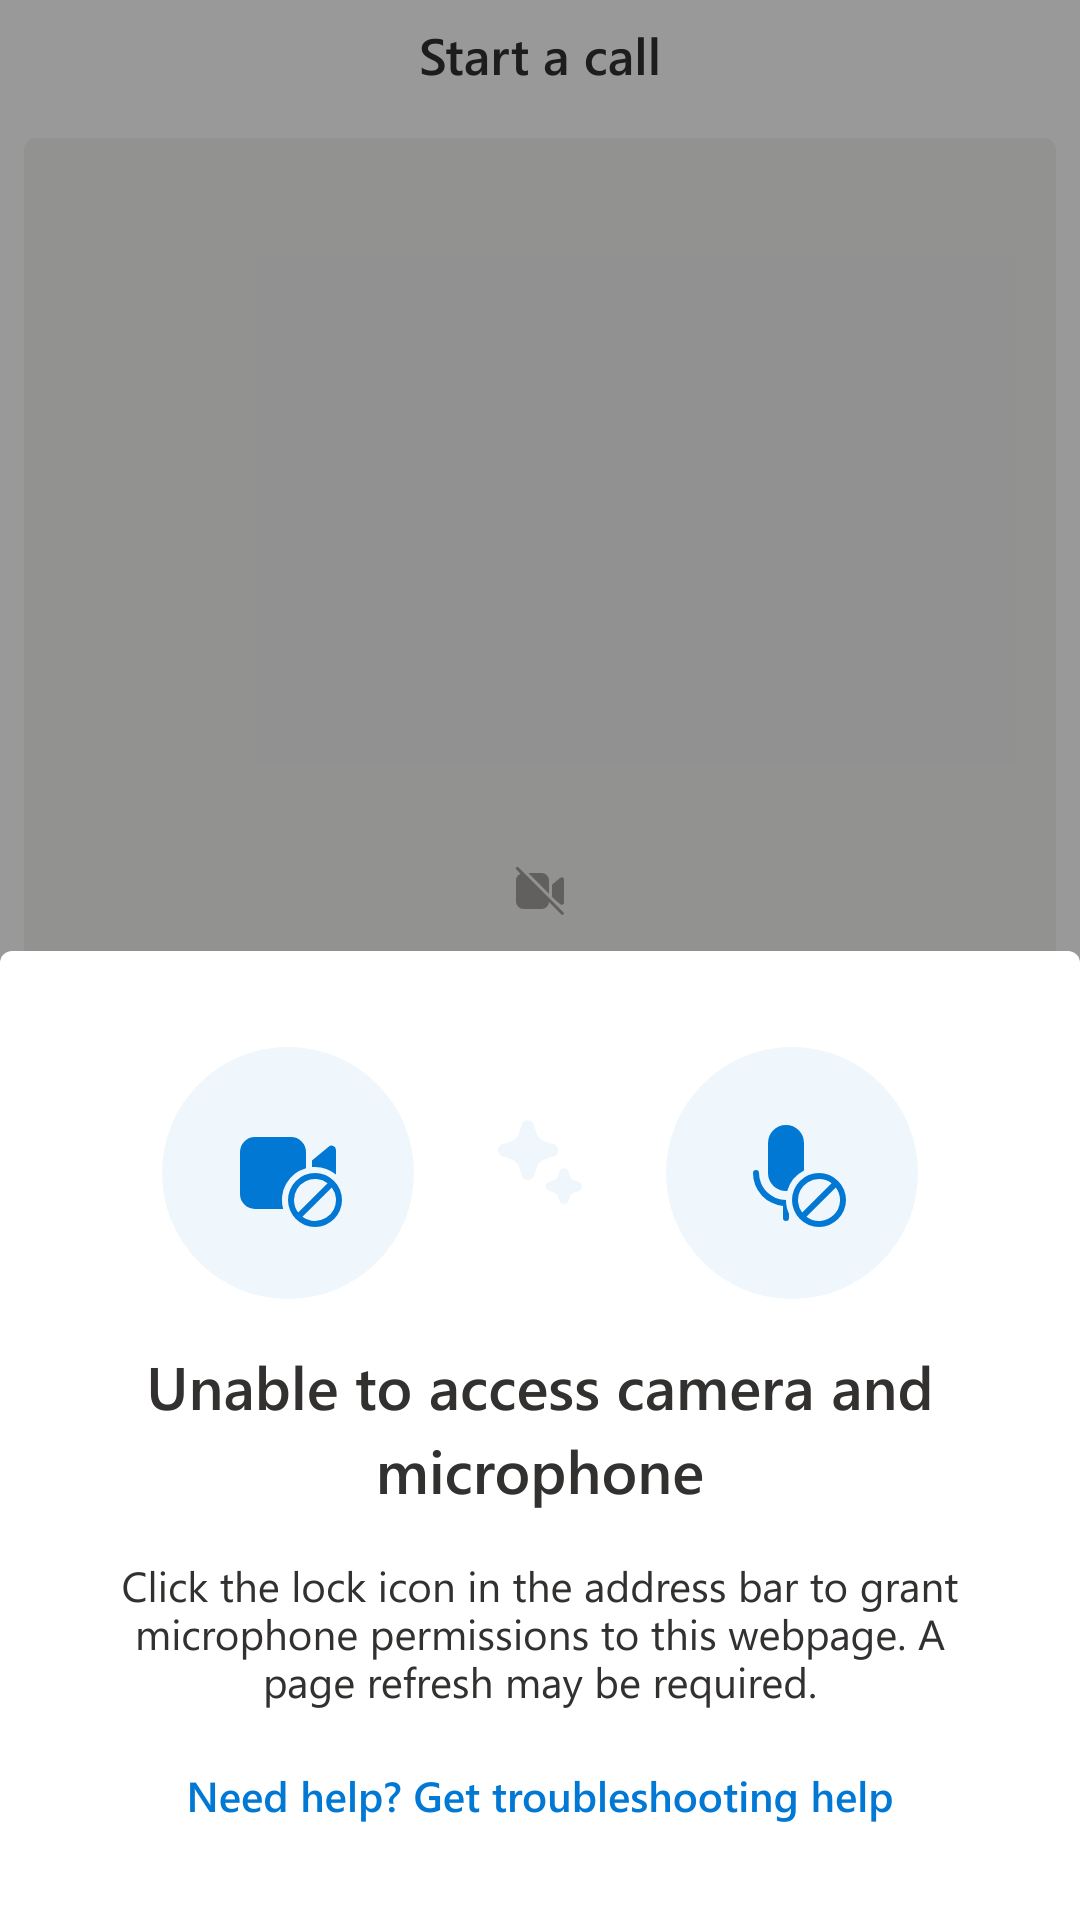 Start a call
Unable to access camera and
microphone
Click the lock icon in the address bar to grant
microphone permissions to this webpage. A
page refresh may be required.
Need help? Get troubleshooting help